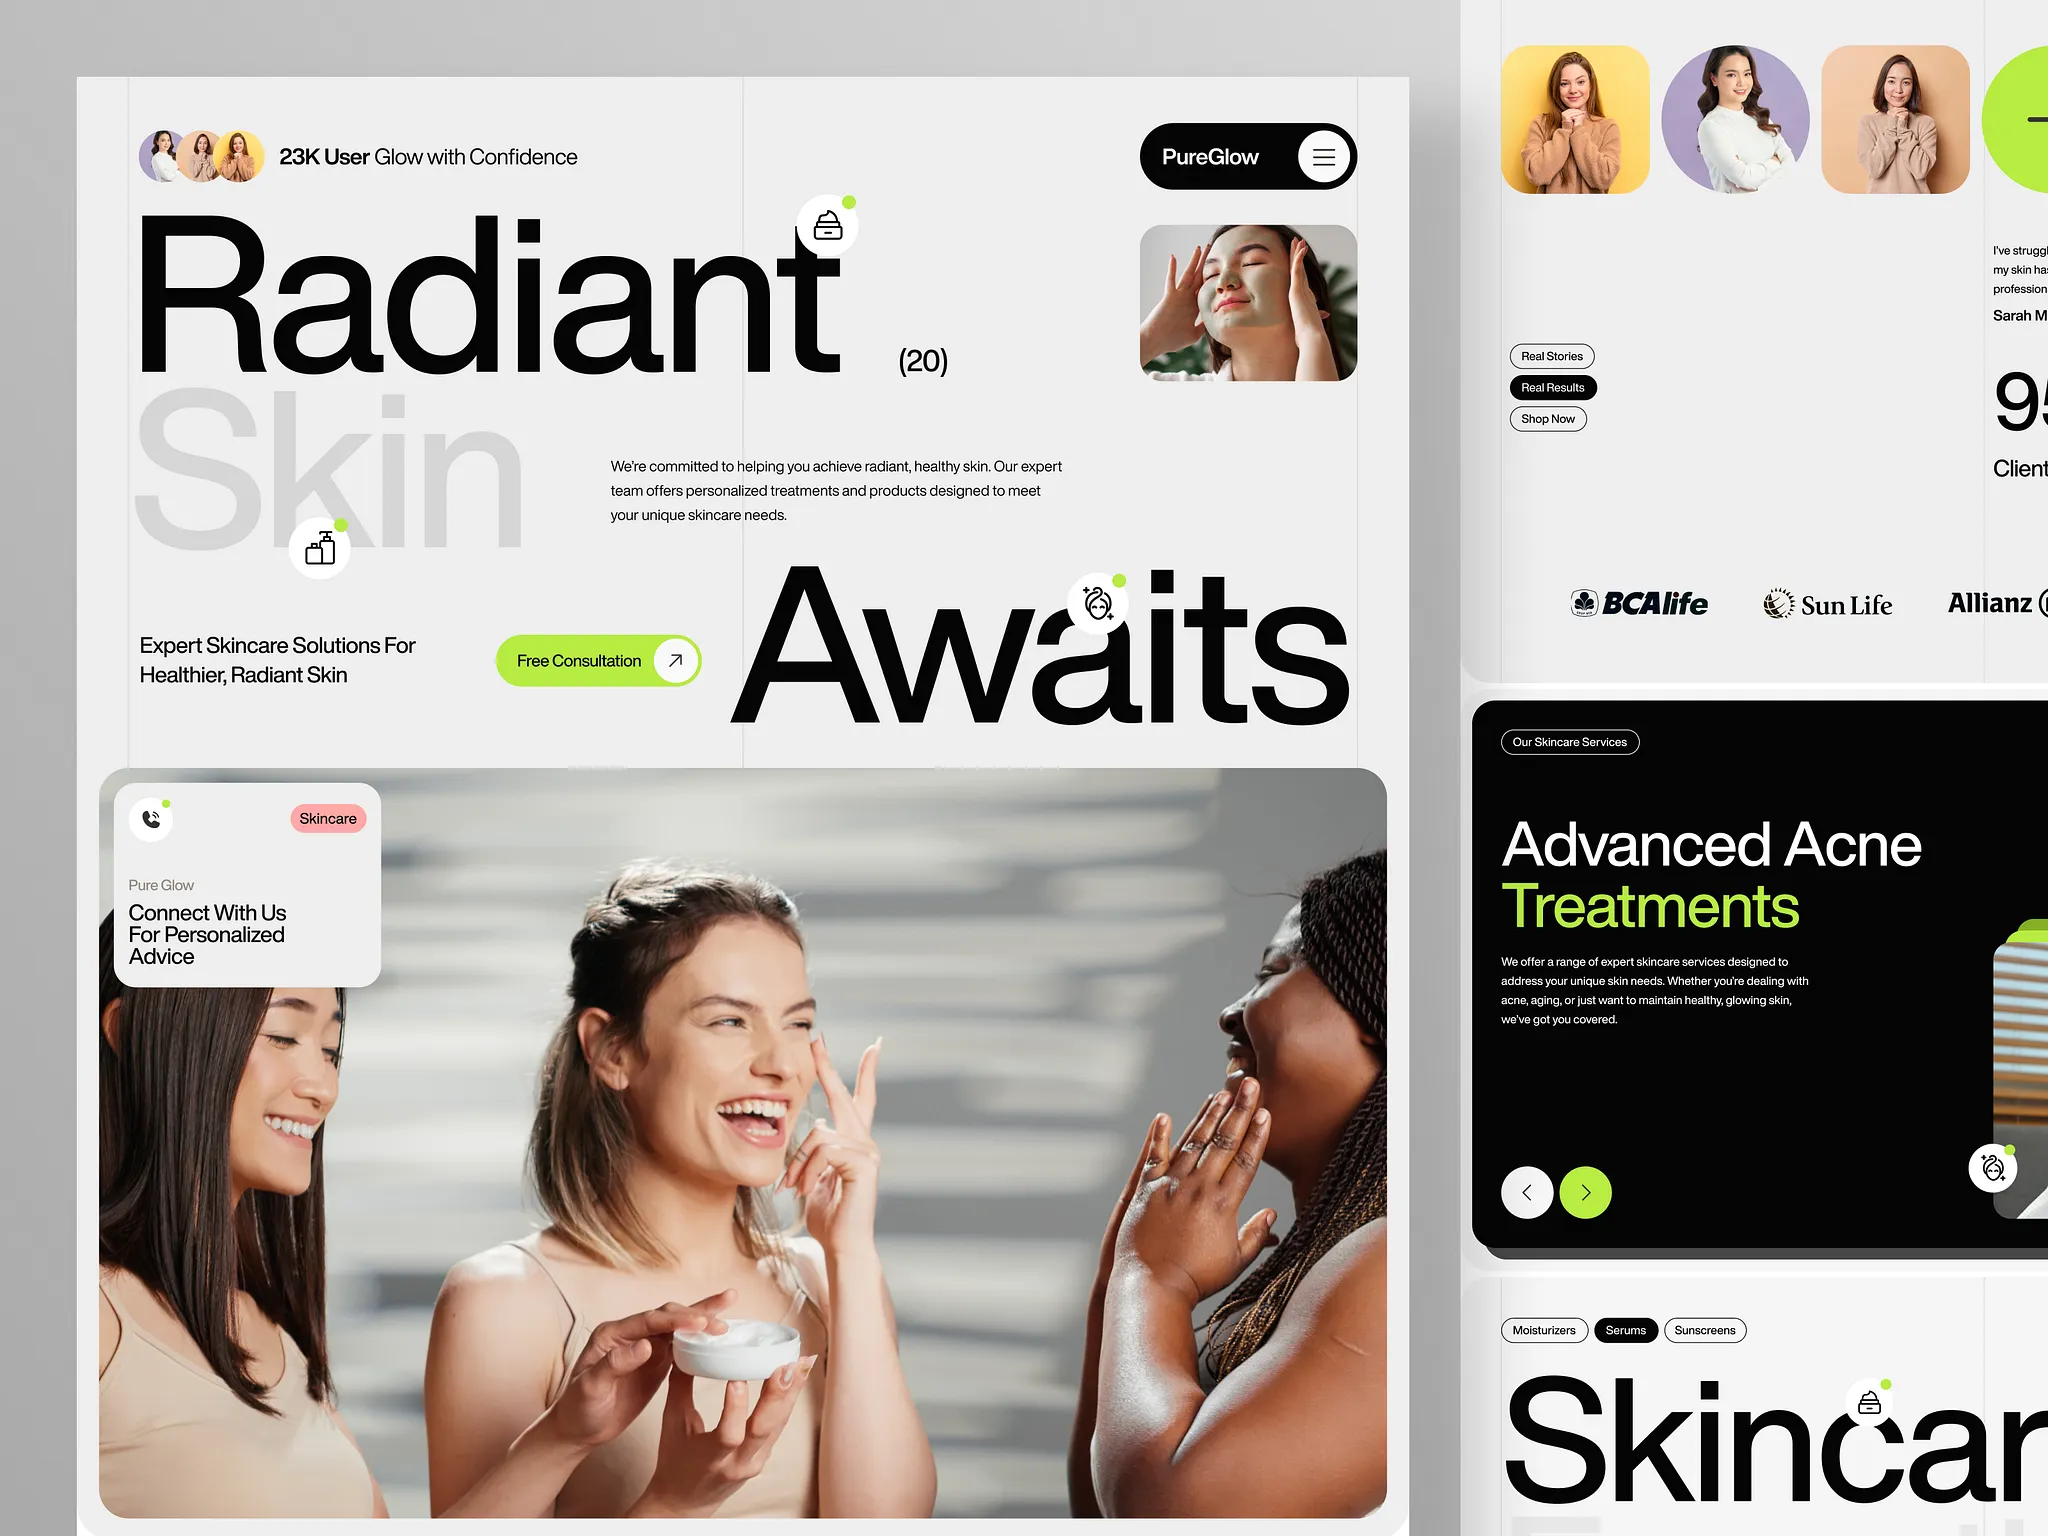 23K User Glow with Confidence
PureGlow
Radiant
(20)
Skin
We're committed to helping you achieve radiant, healthy skin. Our expert
team offers personalized treatments and products designed to meet
your unique skincare needs.
Awaits
Expert Skincare Solutions For
Healthier, Radiant Skin
Free Consultation
Skincare
Pure Glow
Connect With Us
For Personalized
Advice
I've
my skin
Sarah M
Real Stories
Real Results
Shop Now
95
Client
BCAlife
Sun Life
Allianz
Our Skincare Services
Advanced Acne
Treatments
We offer a range of expert skincare services designed to
address your unique skin needs. Whether you're dealing with
acne, aging, or just want to maintain healthy, glowing skin,
we've got you covered.
Moisturizers
Serums
Sunscreens
Skincar